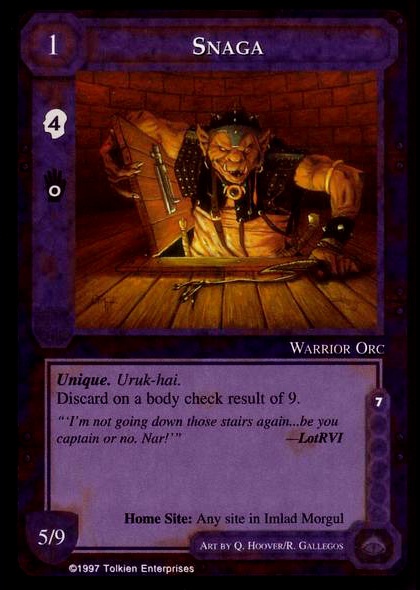 1
SNAGA
4
0
WARRIOR ORC
Unique. Uruk-hai.
Discard on a body check result of 9.
7
"'I'm not going down those stairs again...be you
captain or no. Nar!'" —LotRVI
Home Site: Any site in Imlad Morgul
5/9
ART BY Q. HOOVER/R. GALLEGOS
©1997 Tolkien Enterprises